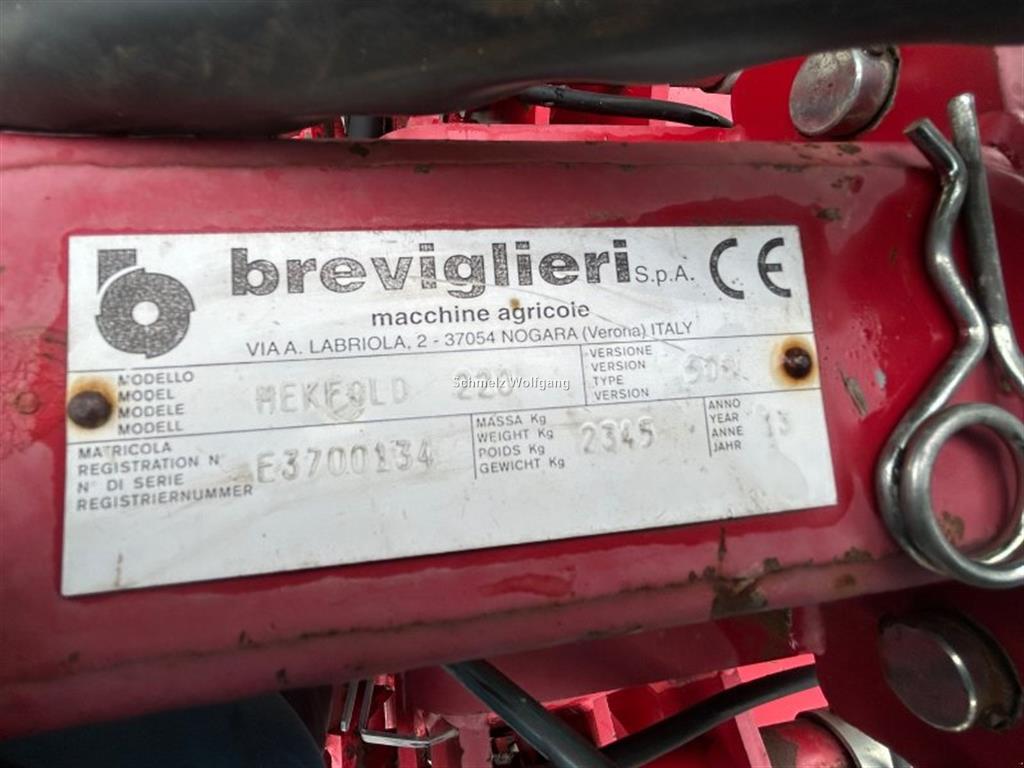 breviglieri S.p.A. CE
macchine agricole
VIA A. LABRIOLA, 2 - 37054 NOGARA (Verona) ITALY
MODELLO
MODEL
MODELE
MODELL
MEKFOLD 220
VERSIONE
VERSION
TYPE
VERSION
Schmelz Wolfgang
MATRICOLA
REGISTRATION N°
N° DI SERIE
REGISTRIERNUMMER
E3700134
MASSA Kg
WEIGHT Kg
POIDS Kg
GEWICHT Kg
2345
ANNO
YEAR
ANNE
JAHR
13